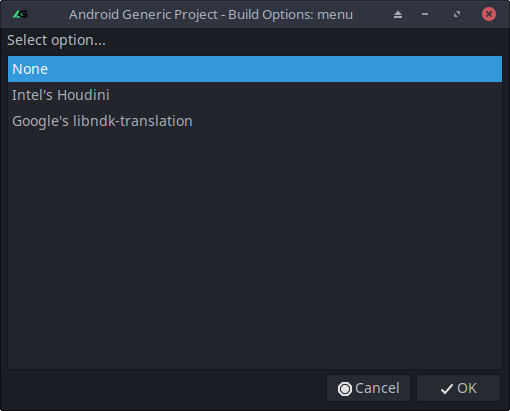 Android Generic Project - Build Options: menu
Select option...
None
Intel's Houdini
Google's libndk-translation
Cancel OK